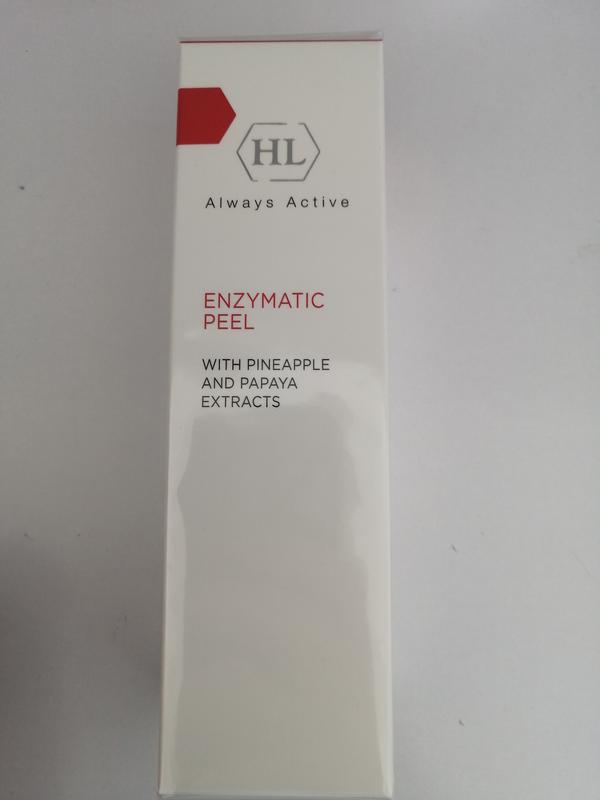 HL
Always Active
ENZYMATIC
PEEL
WITH PINEAPPLE
AND PAPAYA
EXTRACTS